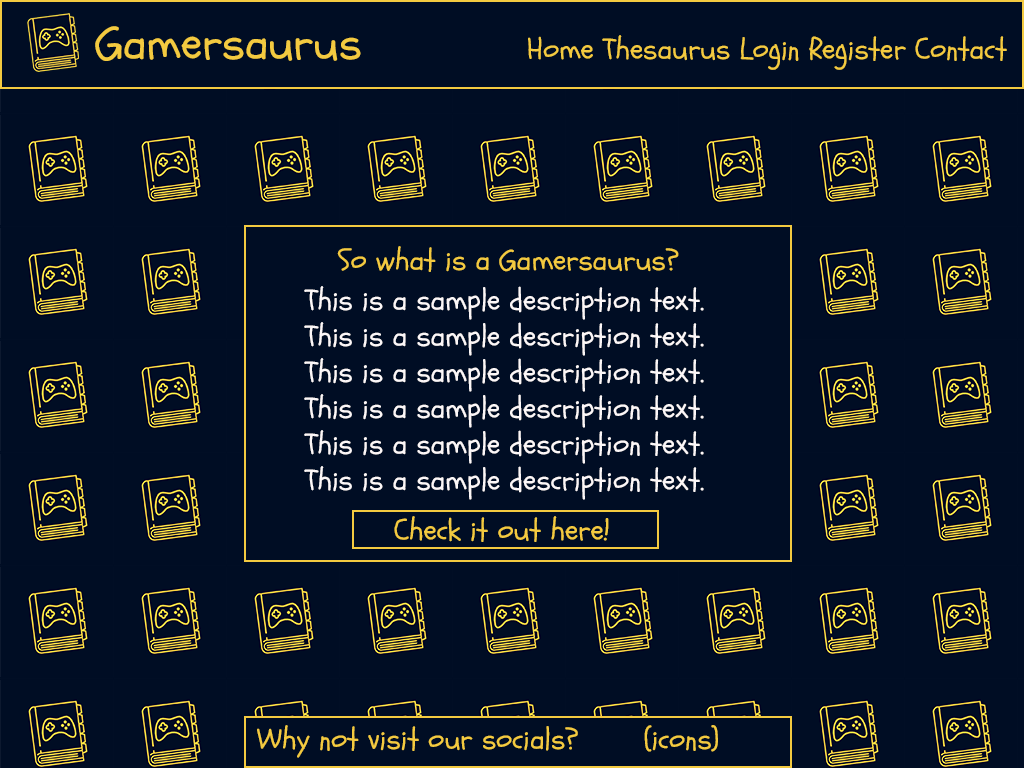 Gamersaurus
Home Thesaurus Login Register Contact
So what is a Gamersaurus?
This is a sample description text.
This is a sample description text.
This is a sample description text.
This is a sample description text.
This is a sample description text.
This is a sample description text.
Check it out here!
Why not visit our socials? (icons)